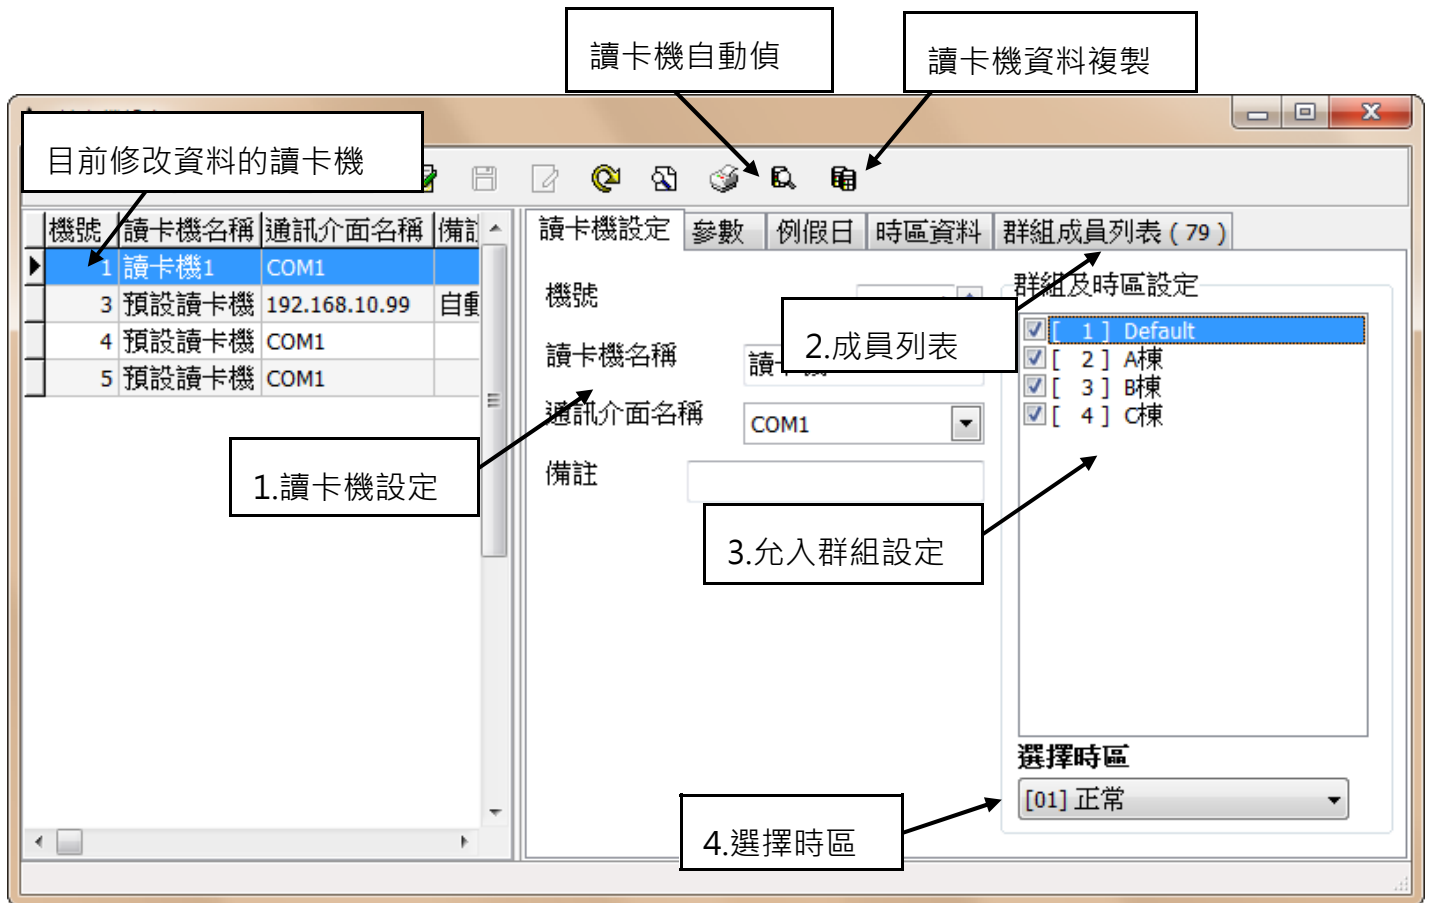 讀卡機自動偵
讀卡機資料複製
目前修改資料的讀卡機
機號 讀卡機名稱 通訊介面名稱
1 讀卡機1 COM1
3 預設讀卡機 192.168.10.99 自動
4 預設讀卡機 COM1
5 預設讀卡機 COM1
讀卡機設定 參數 例假日 時區資料 群組成員列表 ( 79 )
機號
讀卡機名稱
通訊介面名稱 COM1
備註
群組及時區設定
[ 1 ] Default
[ 2 ] A棟
[ 3 ] B棟
[ 4 ] C棟
選擇時區
[01] 正常
1.讀卡機設定
2.成員列表
3.允入群組設定
4.選擇時區